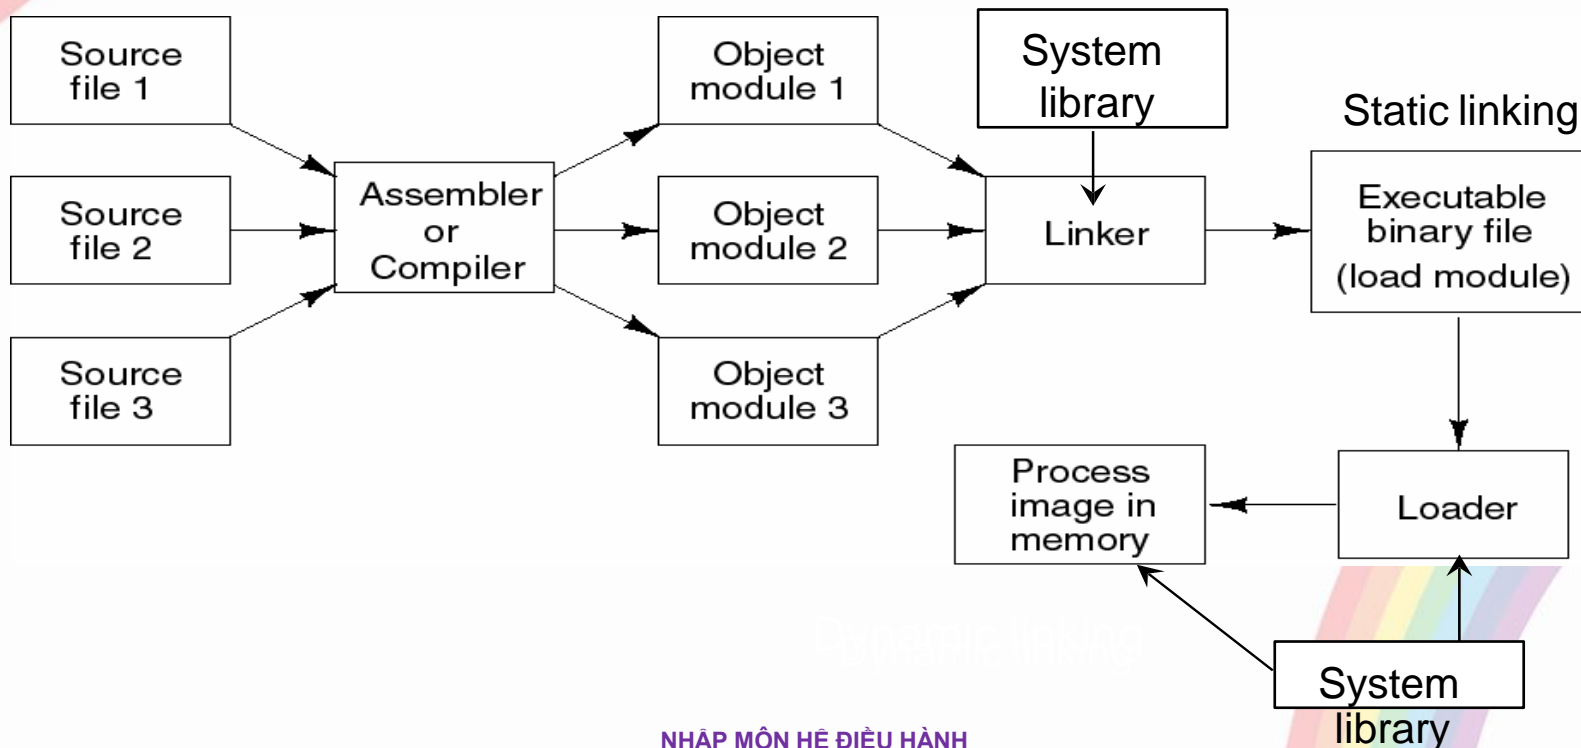 Source
file 1
Object
module 1
System
library
Static linking
Source
file 2
Assembler
or
Compiler
Object
module 2
Linker
Executable
binary file
(load module)
Source
file 3
Object
module 3
Process
image in
memory
Loader
Dynamic linking
System
library
NHẬP MÔN HỆ ĐIỀU HÀNH